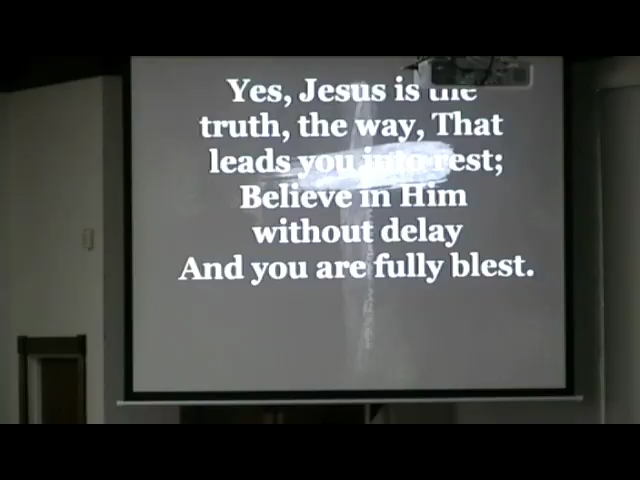 Yes, Jesus is the
truth, the way, That
leads you into rest;
Believe in Him
without delay
And you are fully blest.